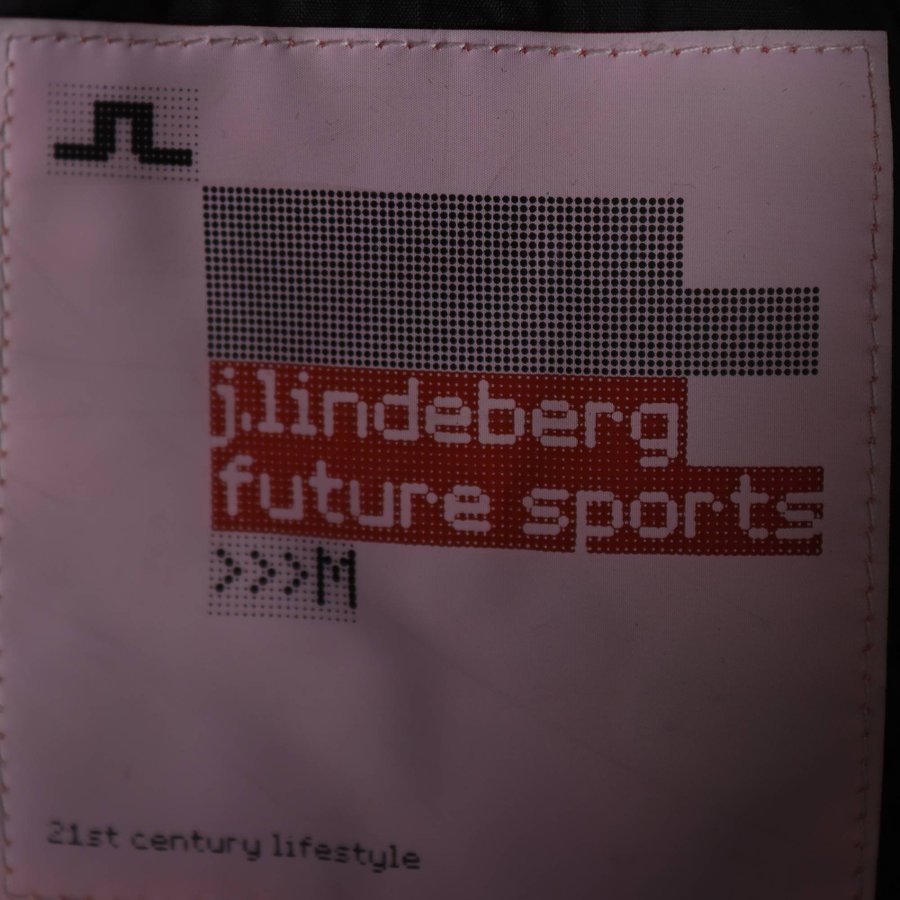 j.lindeberg
future sports
>>>M
21st century lifestyle